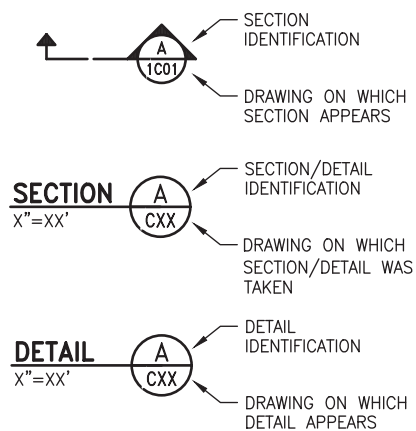 SECTION
IDENTIFICATION
A
1C01
DRAWING ON WHICH
SECTION APPEARS
SECTION/DETAIL
IDENTIFICATION
SECTION
A
X"=XX'
CXX
DRAWING ON WHICH
SECTION/DETAIL WAS
TAKEN
DETAIL
IDENTIFICATION
DETAIL
A
X"=XX'
CXX
DRAWING ON WHICH
DETAIL APPEARS